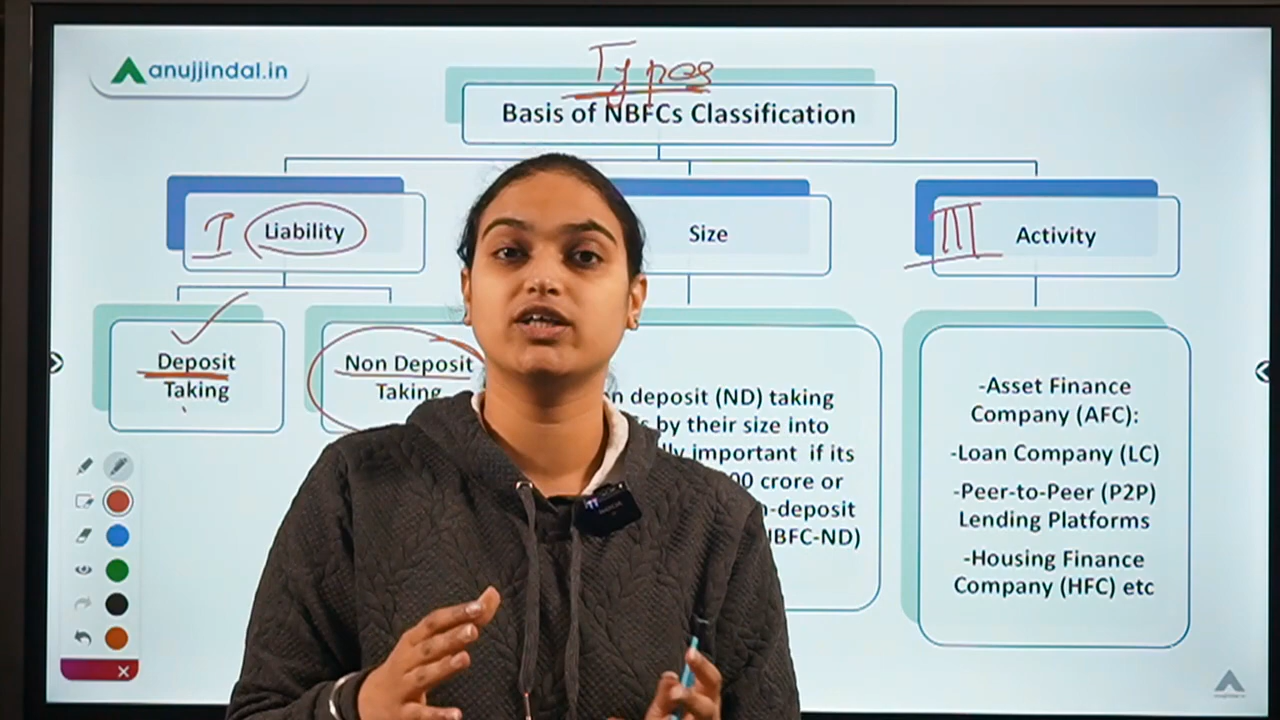 anujjindal.in
Types
Basis of NBFCs Classification
I Liability
Size
III Activity
Deposit
Taking
Non Deposit
Taking
deposit (ND) taking
by their size into
important if its
00 crore or
-deposit
BFC-ND)
-Asset Finance
Company (AFC):
-Loan Company (LC)
-Peer-to-Peer (P2P)
Lending Platforms
-Housing Finance
Company (HFC) etc